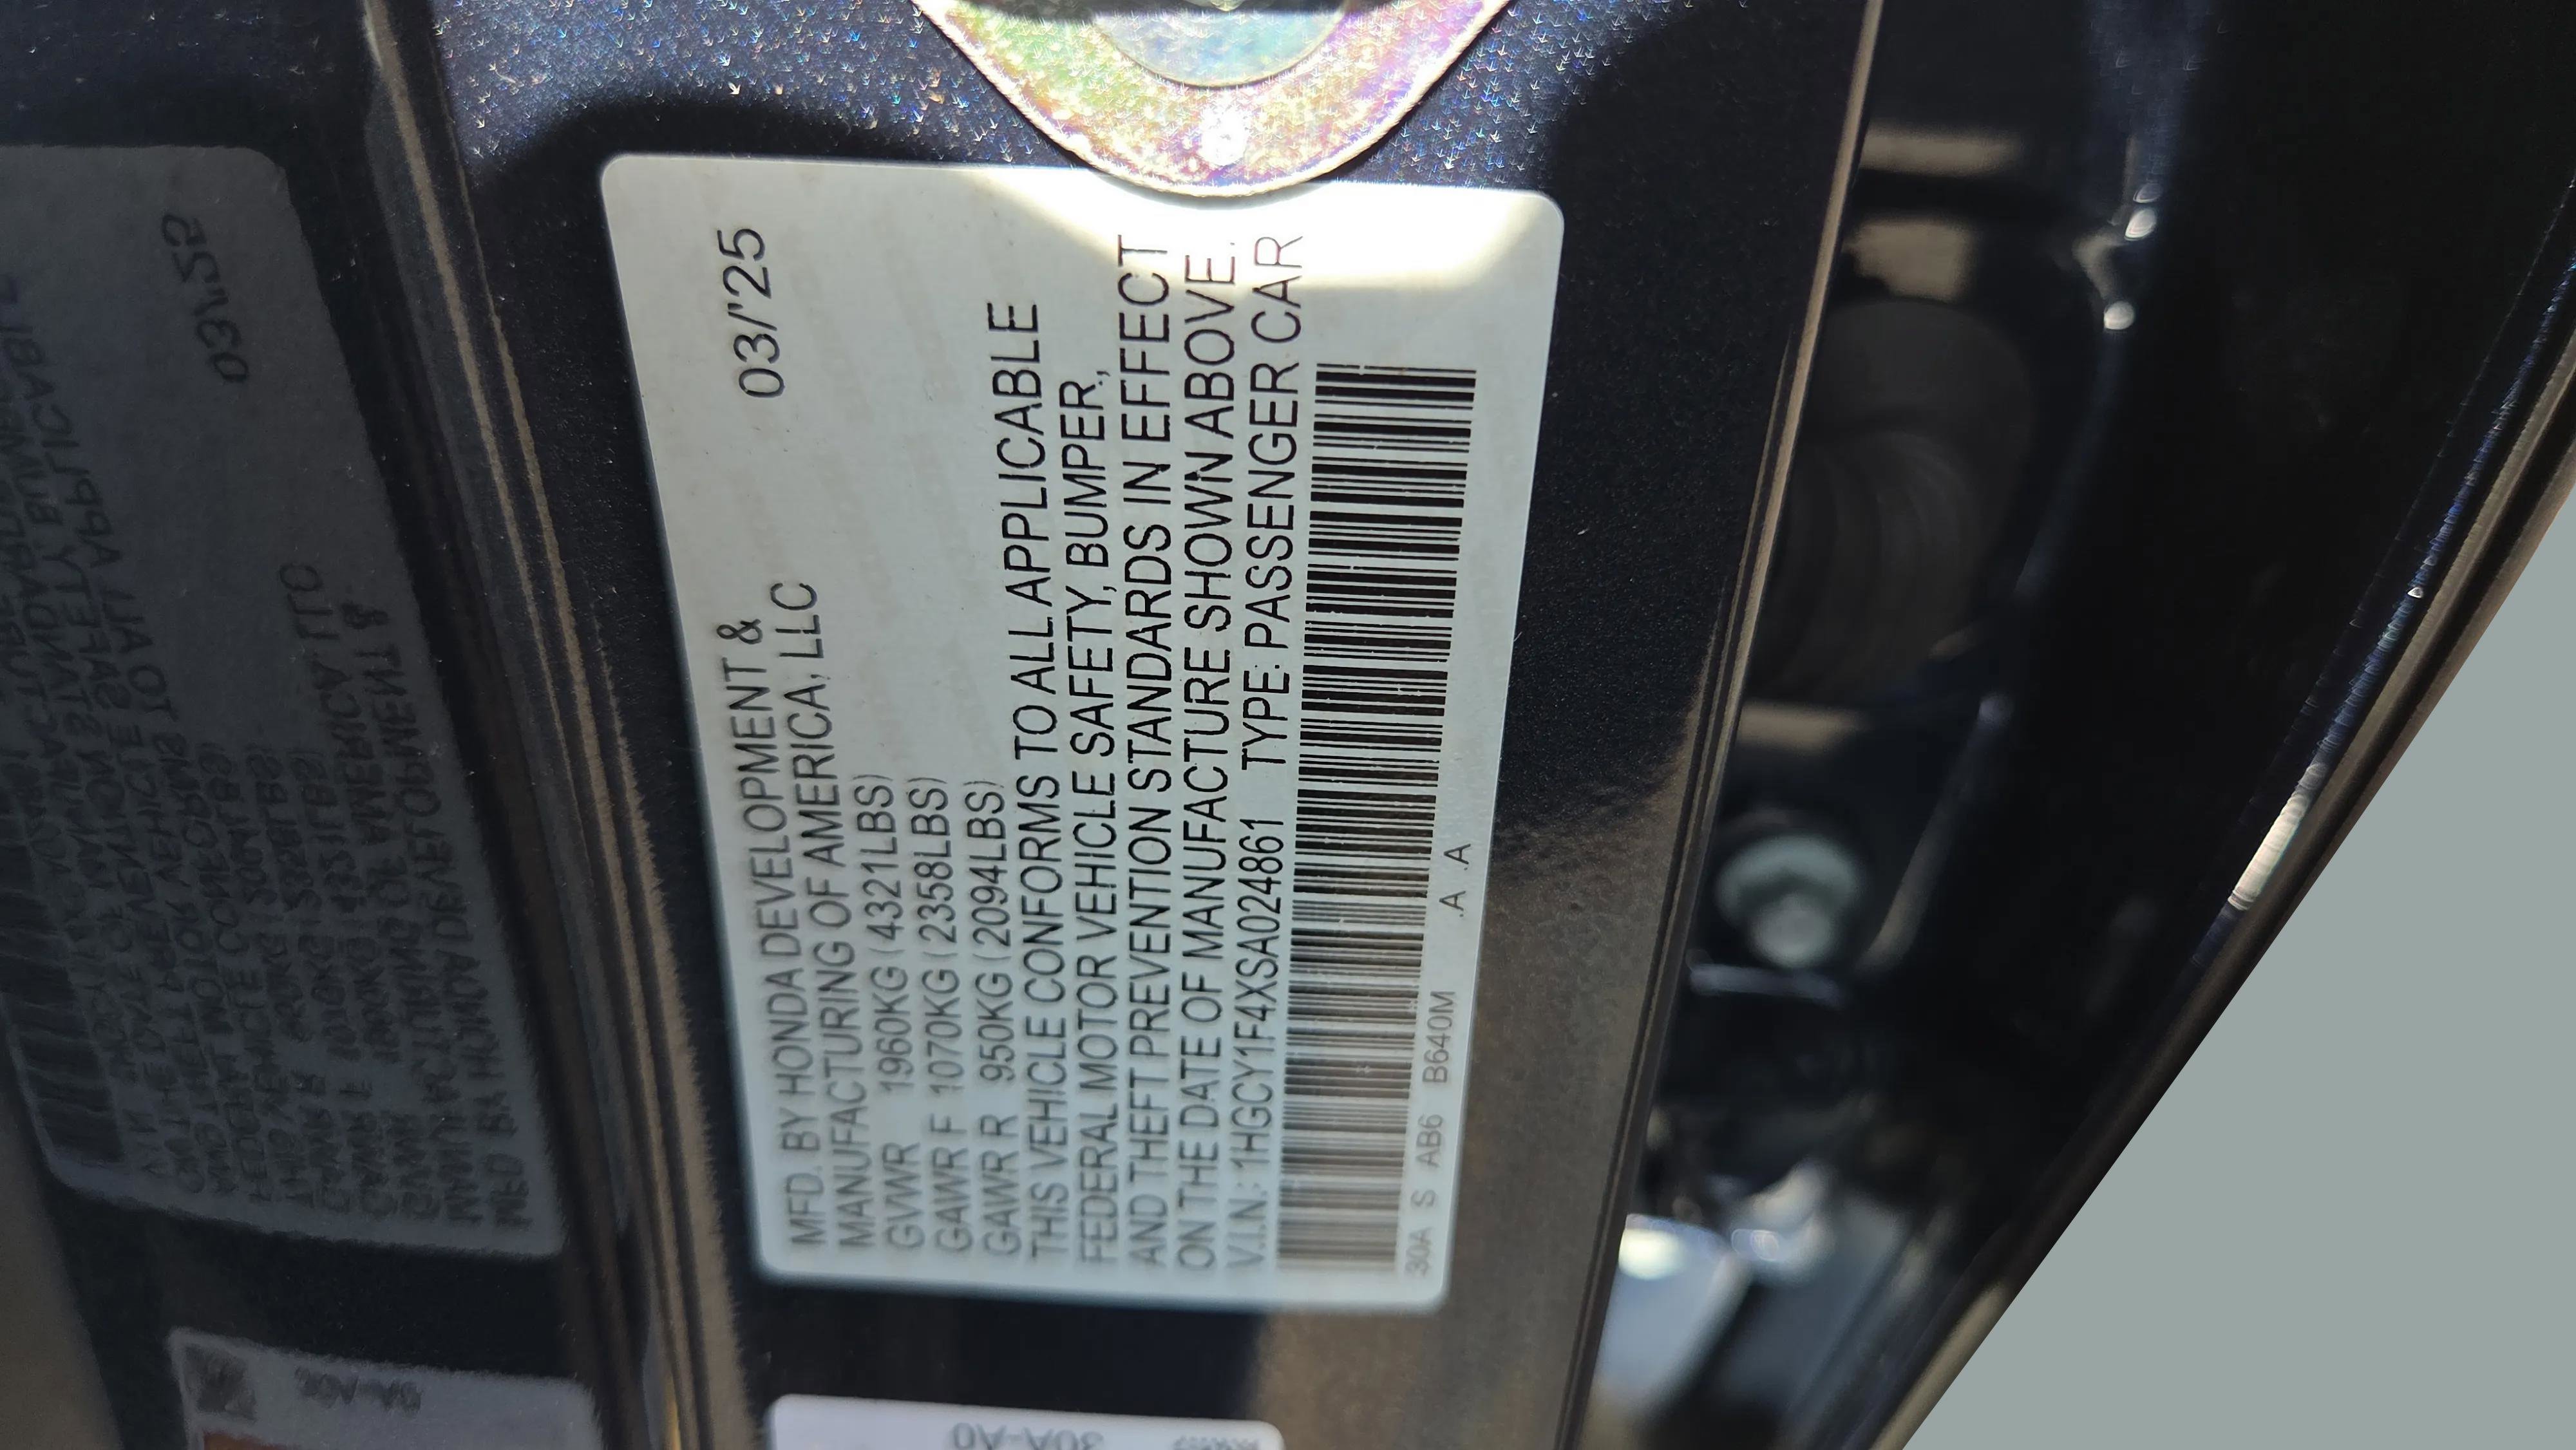 MFD. BY HONDA DEVELOPMENT & 03/'25
MANUFACTURING OF AMERICA, LLC
GVWR 1960KG (4321LBS)
GAWR F 1070KG (2358LBS)
GAWR R 950KG (2094LBS)
THIS VEHICLE CONFORMS TO ALL APPLICABLE
FEDERAL MOTOR VEHICLE SAFETY, BUMPER,
AND THEFT PREVENTION STANDARDS IN EFFECT
ON THE DATE OF MANUFACTURE SHOWN ABOVE.
V.I.N.: 1HGCY1F4XSA024861 TYPE: PASSENGER CAR
30A S AB6 B640M .A .A
30A-A0